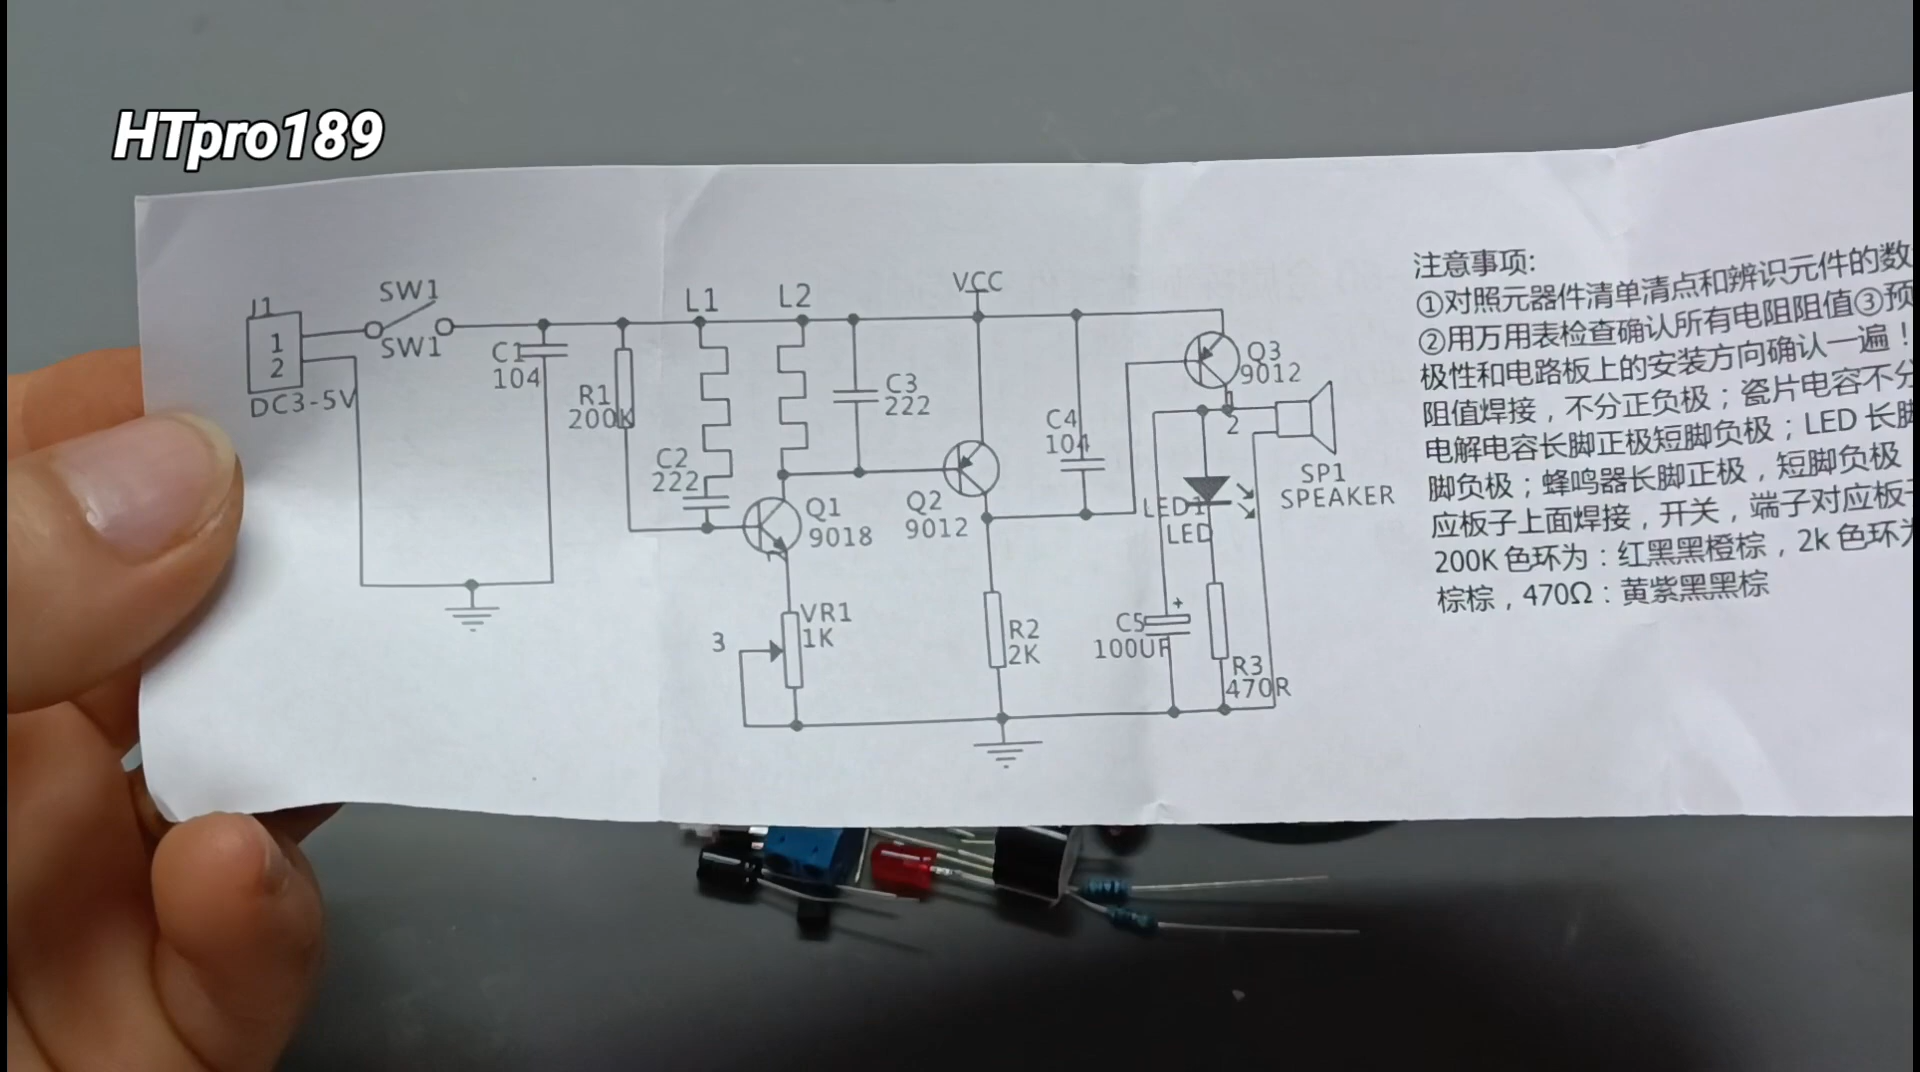 HTpro189
J1
1
2
DC3-5V
SW1
SW1
C1
104
R1
200K
L1
L2
C2
222
C3
222
Q1
9018
VR1
1K
3
VCC
Q2
9012
R2
2K
C4
104
Q3
9012
1
2
LED1
LED
SP1
SPEAKER
C5
+
100UF
R3
470R
注意事项:
①对照元器件清单清点和辨识元件的数
②用万用表检查确认所有电阻阻值③预
极性和电路板上的安装方向确认一遍!
阻值焊接，不分正负极；瓷片电容不分
电解电容长脚正极短脚负极；LED 长脚
脚负极；蜂鸣器长脚正极，短脚负极
应板子上面焊接，开关，端子对应板子
200K 色环为：红黑黑橙棕，2k 色环为
棕棕，470Ω：黄紫黑黑棕